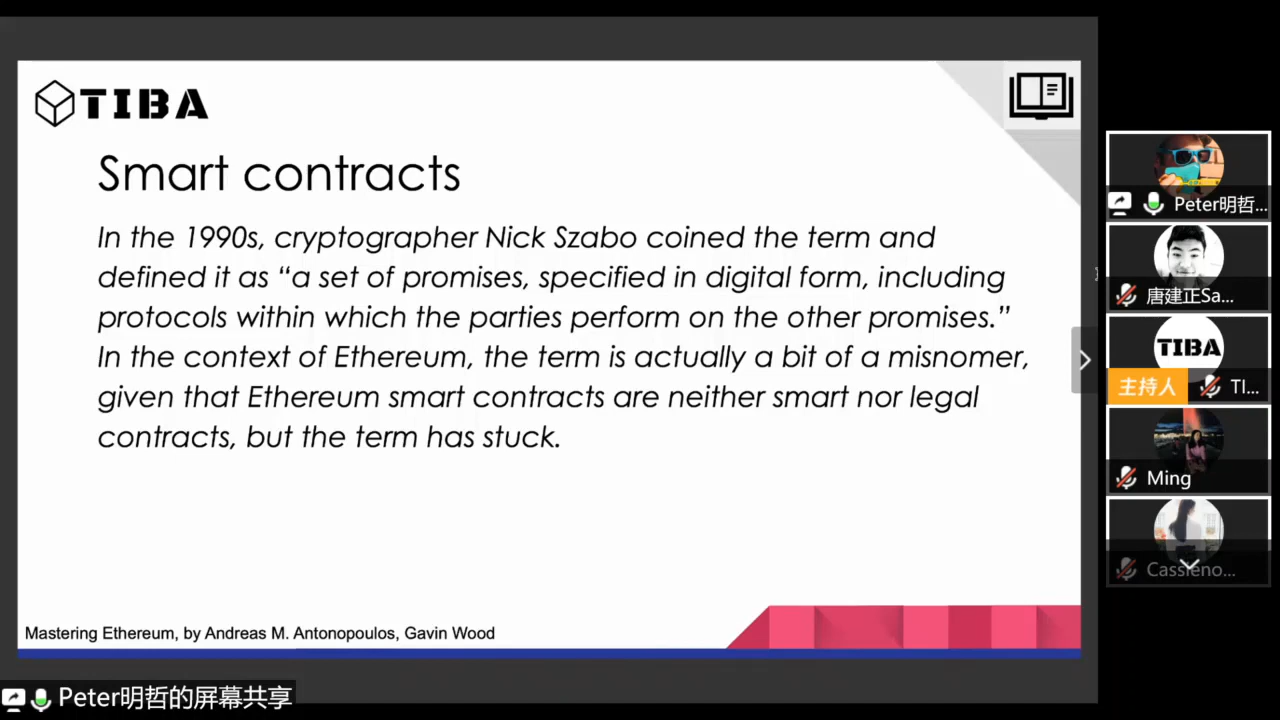 TIBA
Smart contracts
In the 1990s, cryptographer Nick Szabo coined the term and
defined it as “a set of promises, specified in digital form, including
protocols within which the parties perform on the other promises.”
In the context of Ethereum, the term is actually a bit of a misnomer,
given that Ethereum smart contracts are neither smart nor legal
contracts, but the term has stuck.
Mastering Ethereum, by Andreas M. Antonopoulos, Gavin Wood
Peter明哲的屏幕共享
Peter明哲...
唐建正Sa...
TIBA
主持人 TI...
Ming
Cassieno...